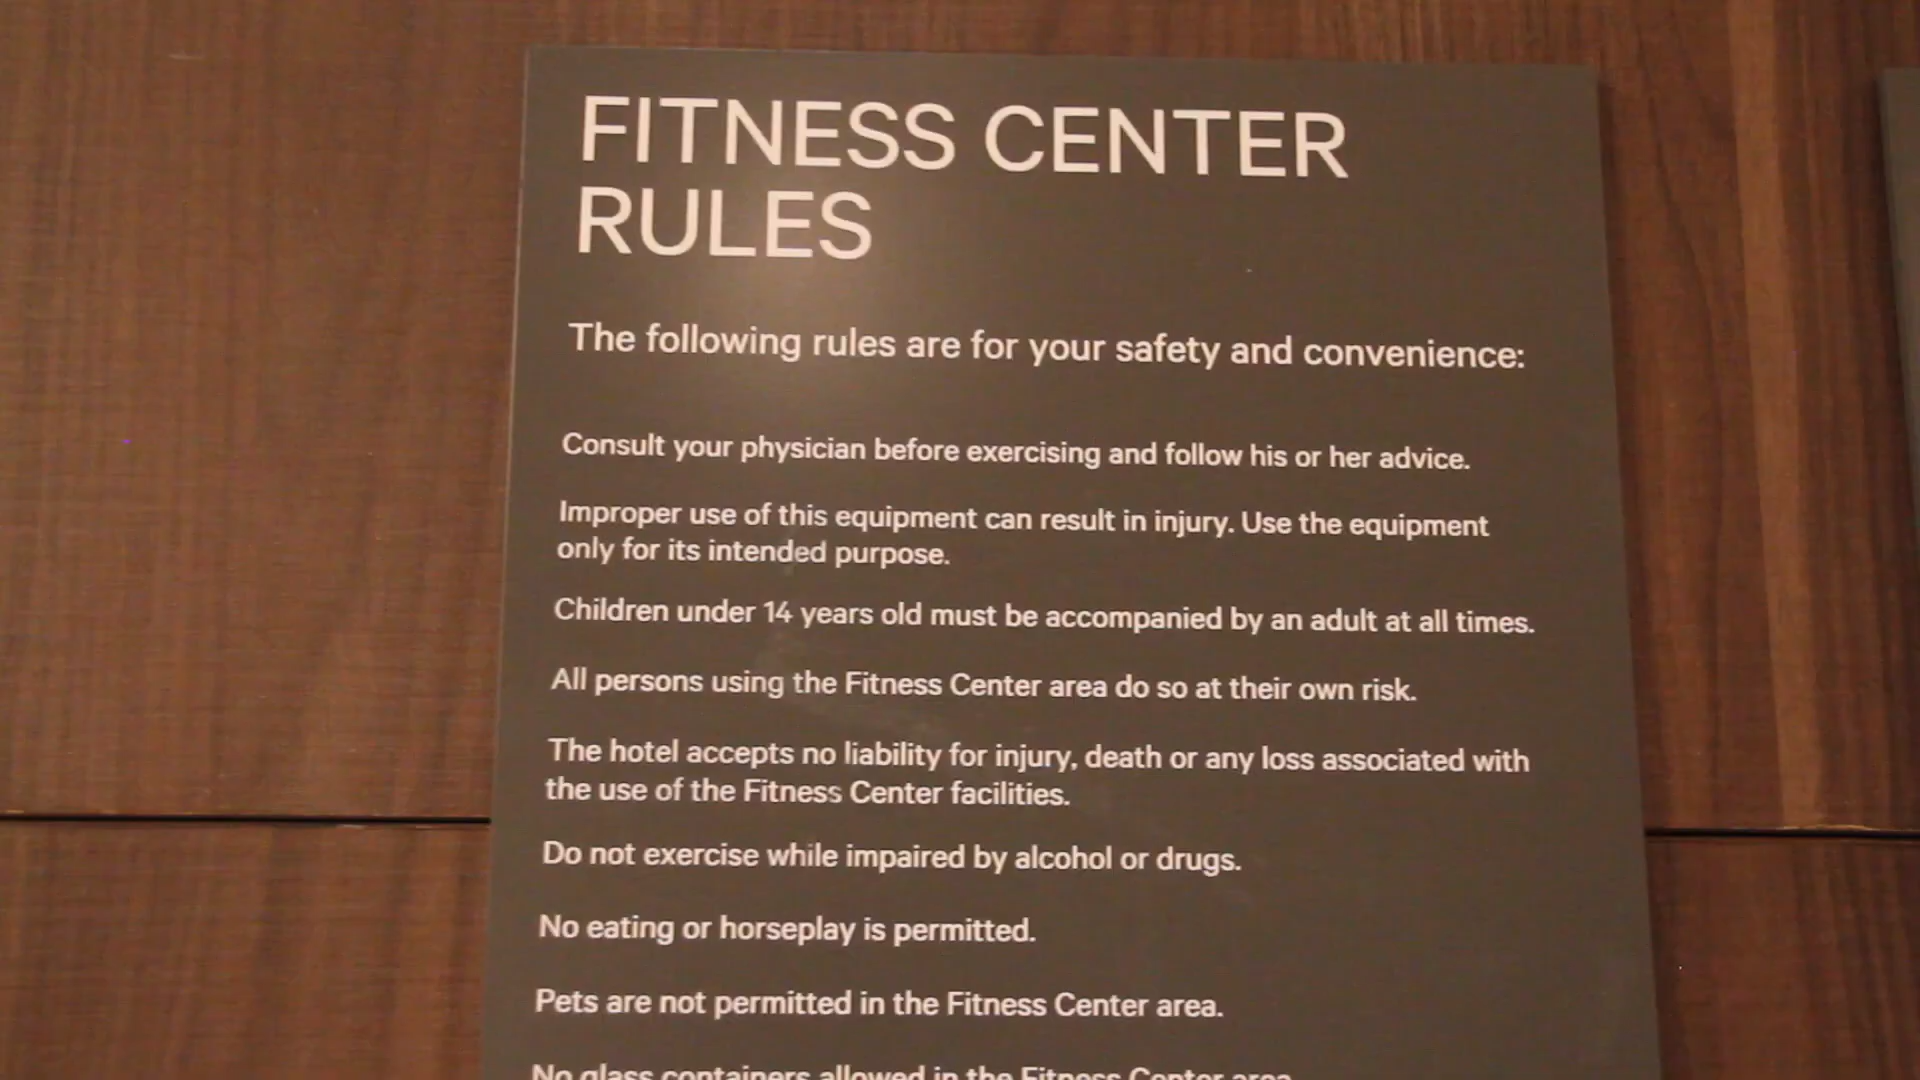 FITNESS CENTER
RULES
The following rules are for your safety and convenience:
Consult your physician before exercising and follow his or her advice.
Improper use of this equipment can result in injury. Use the equipment
only for its intended purpose.
Children under 14 years old must be accompanied by an adult at all times.
All persons using the Fitness Center area do so at their own risk.
The hotel accepts no liability for injury, death or any loss associated with
the use of the Fitness Center facilities.
Do not exercise while impaired by alcohol or drugs.
No eating or horseplay is permitted.
Pets are not permitted in the Fitness Center area.
No glass containers allowed in the Fitness Center area